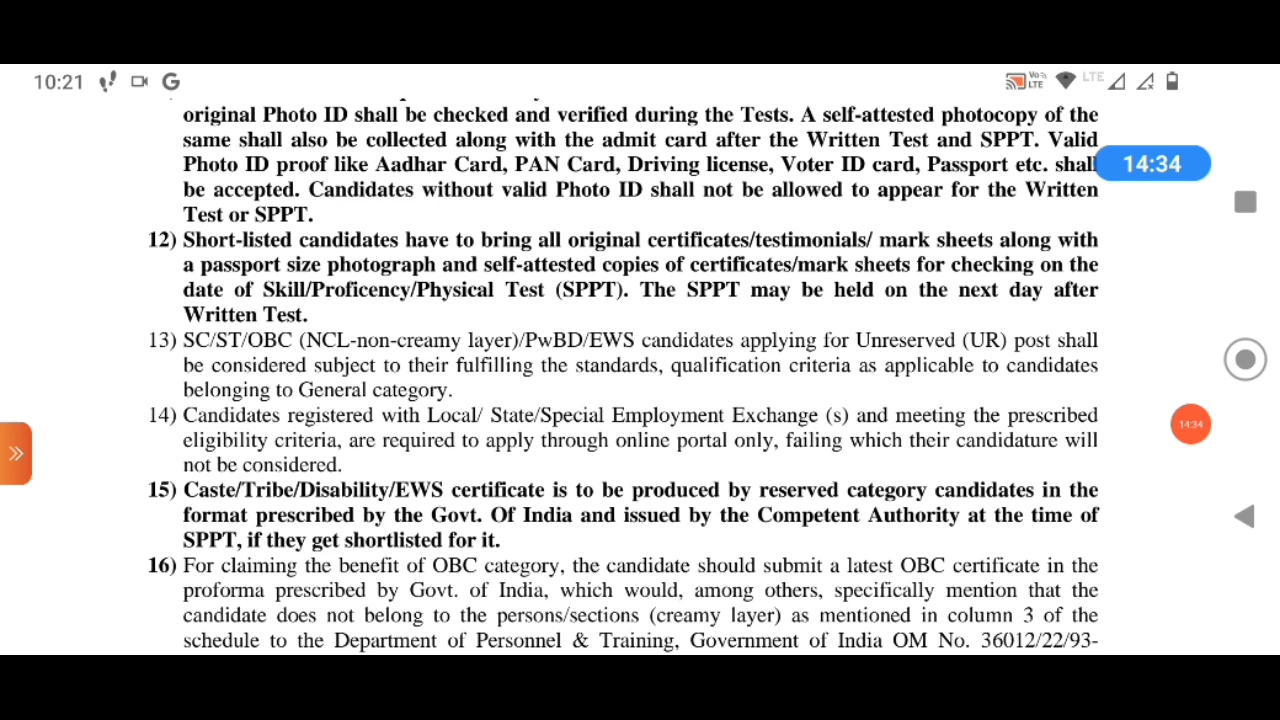 10:21 G Vo LTE LTE
original Photo ID shall be checked and verified during the Tests. A self-attested photocopy of the
same shall also be collected along with the admit card after the Written Test and SPPT. Valid
Photo ID proof like Aadhar Card, PAN Card, Driving license, Voter ID card, Passport etc. shall
14:34
be accepted. Candidates without valid Photo ID shall not be allowed to appear for the Written
Test or SPPT.
12) Short-listed candidates have to bring all original certificates/testimonials/ mark sheets along with
a passport size photograph and self-attested copies of certificates/mark sheets for checking on the
date of Skill/Proficency/Physical Test (SPPT). The SPPT may be held on the next day after
Written Test.
13) SC/ST/OBC (NCL-non-creamy layer)/PwBD/EWS candidates applying for Unreserved (UR) post shall
be considered subject to their fulfilling the standards, qualification criteria as applicable to candidates
belonging to General category.
14) Candidates registered with Local/ State/Special Employment Exchange (s) and meeting the prescribed
14:34
eligibility criteria, are required to apply through online portal only, failing which their candidature will
not be considered.
15) Caste/Tribe/Disability/EWS certificate is to be produced by reserved category candidates in the
format prescribed by the Govt. Of India and issued by the Competent Authority at the time of
SPPT, if they get shortlisted for it.
16) For claiming the benefit of OBC category, the candidate should submit a latest OBC certificate in the
proforma prescribed by Govt. of India, which would, among others, specifically mention that the
candidate does not belong to the persons/sections (creamy layer) as mentioned in column 3 of the
schedule to the Department of Personnel & Training, Government of India OM No. 36012/22/93-